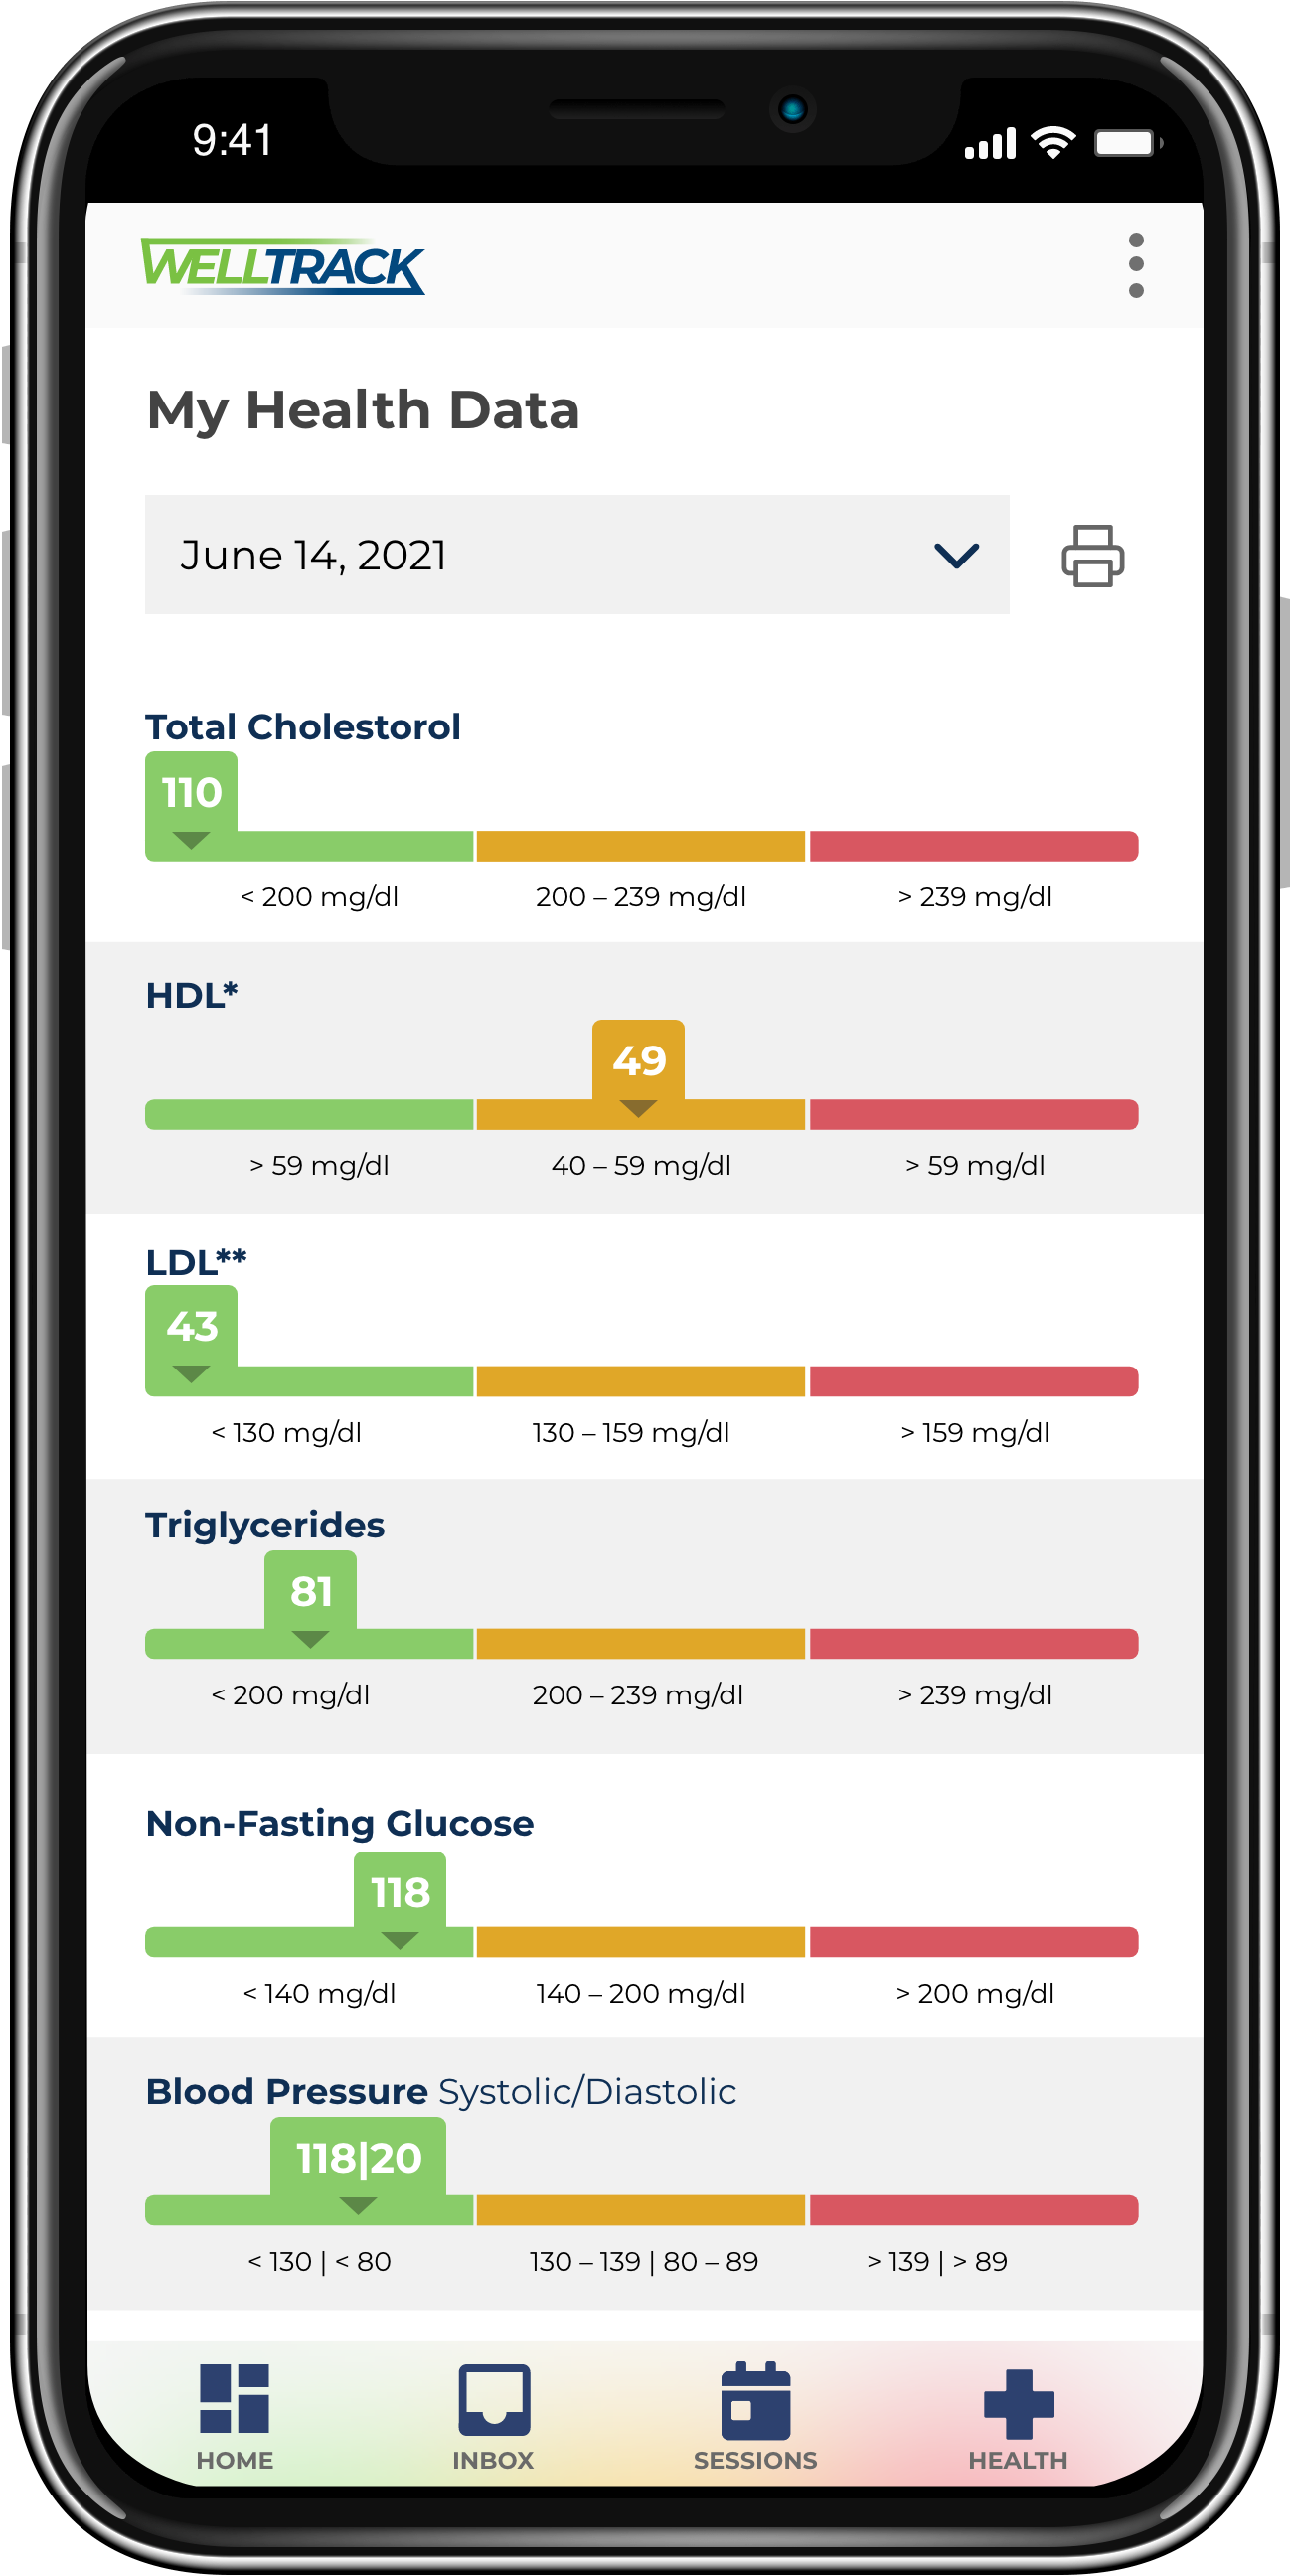 9:41
WELLTRACK
My Health Data
June 14, 2021
Total Cholestorol
110
< 200 mg/dl 200 – 239 mg/dl > 239 mg/dl
HDL*
49
> 59 mg/dl 40 – 59 mg/dl > 59 mg/dl
LDL**
43
< 130 mg/dl 130 – 159 mg/dl > 159 mg/dl
Triglycerides
81
< 200 mg/dl 200 – 239 mg/dl > 239 mg/dl
Non-Fasting Glucose
118
< 140 mg/dl 140 – 200 mg/dl > 200 mg/dl
Blood Pressure Systolic/Diastolic
118|20
< 130 | < 80 130 – 139 | 80 – 89 > 139 | > 89
HOME INBOX SESSIONS HEALTH